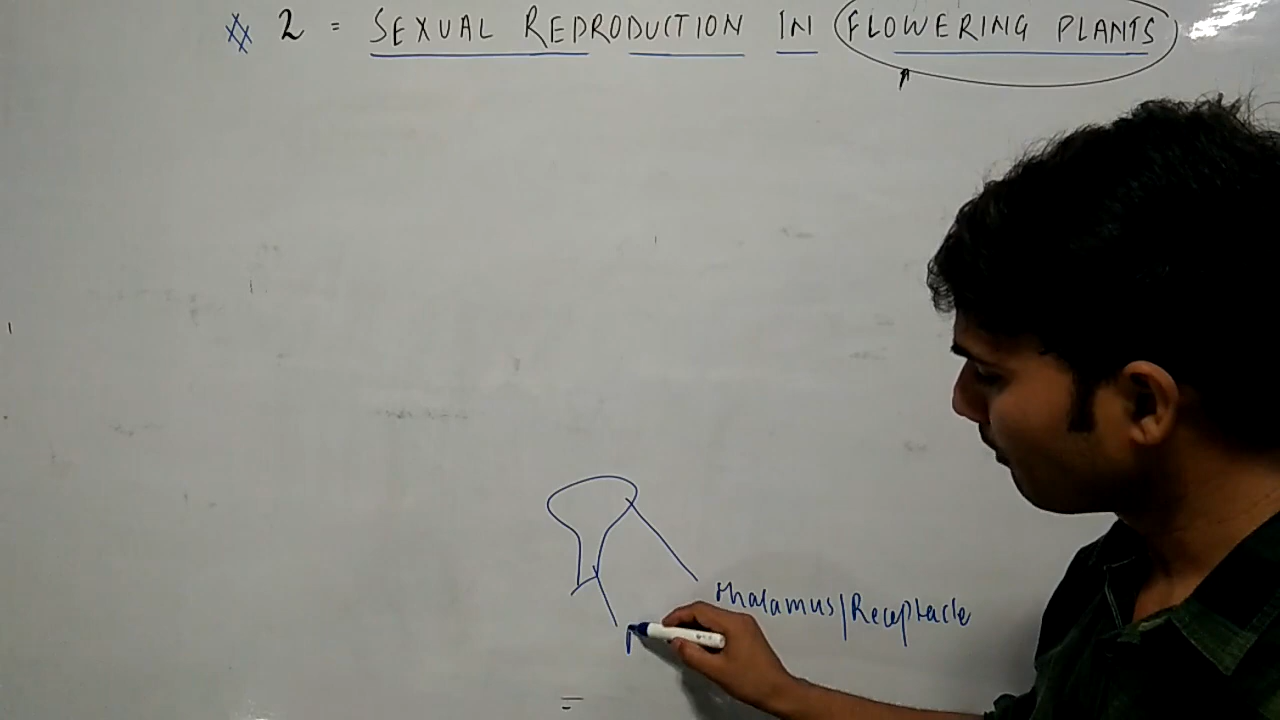 # 2 = SEXUAL REPRODUCTION IN FLOWERING PLANTS
Thalamus/Receptacle